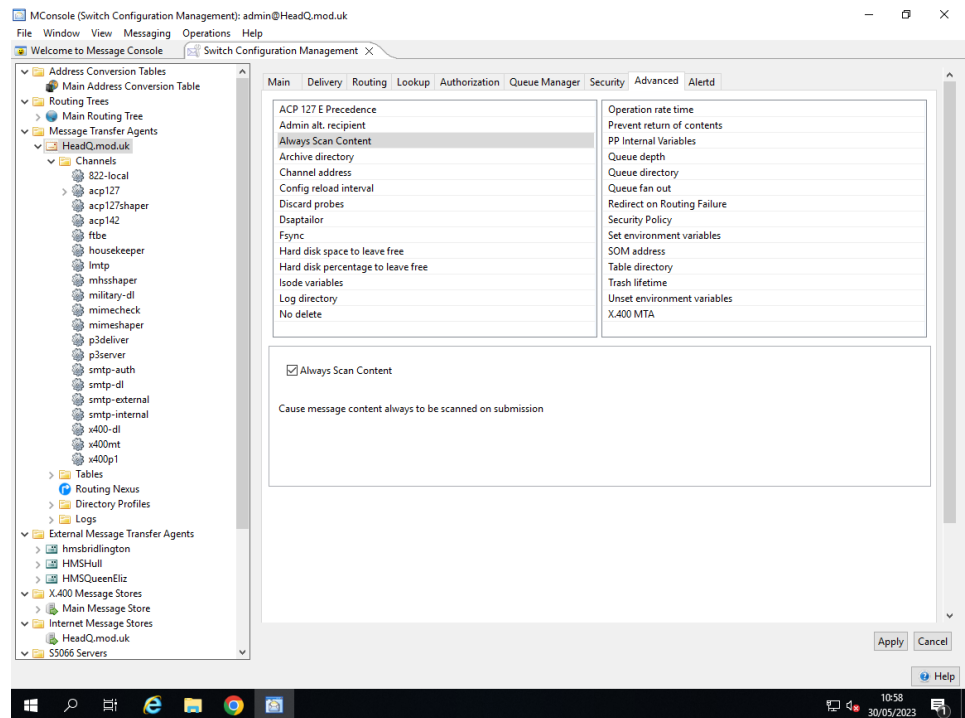 MConsole (Switch Configuration Management): admin@HeadQ.mod.uk
File Window View Messaging Operations Help
Welcome to Message Console
Switch Configuration Management
Address Conversion Tables
Main Address Conversion Table
Routing Trees
Main Routing Tree
Message Transfer Agents
HeadQ.mod.uk
Channels
822-local
acp127
acp127shaper
acp142
ftbe
housekeeper
lmtp
mhsshaper
military-dl
mimecheck
mimeshaper
p3deliver
p3server
smtp-auth
smtp-dl
smtp-external
smtp-internal
x400-dl
x400mt
x400p1
Tables
Routing Nexus
Directory Profiles
Logs
External Message Transfer Agents
hmsbridlington
HMSHull
HMSQueenEliz
X.400 Message Stores
Main Message Store
Internet Message Stores
HeadQ.mod.uk
S5066 Servers
Main Delivery Routing Lookup Authorization Queue Manager Security Advanced Alertd
ACP 127 E Precedence
Admin alt. recipient
Always Scan Content
Archive directory
Channel address
Config reload interval
Discard probes
Dsaptailor
Fsync
Hard disk space to leave free
Hard disk percentage to leave free
Isode variables
Log directory
No delete
Operation rate time
Prevent return of contents
PP Internal Variables
Queue depth
Queue directory
Queue fan out
Redirect on Routing Failure
Security Policy
Set environment variables
SOM address
Table directory
Trash lifetime
Unset environment variables
X.400 MTA
Always Scan Content
Cause message content always to be scanned on submission
Apply Cancel
Help
10:58
30/05/2023
1